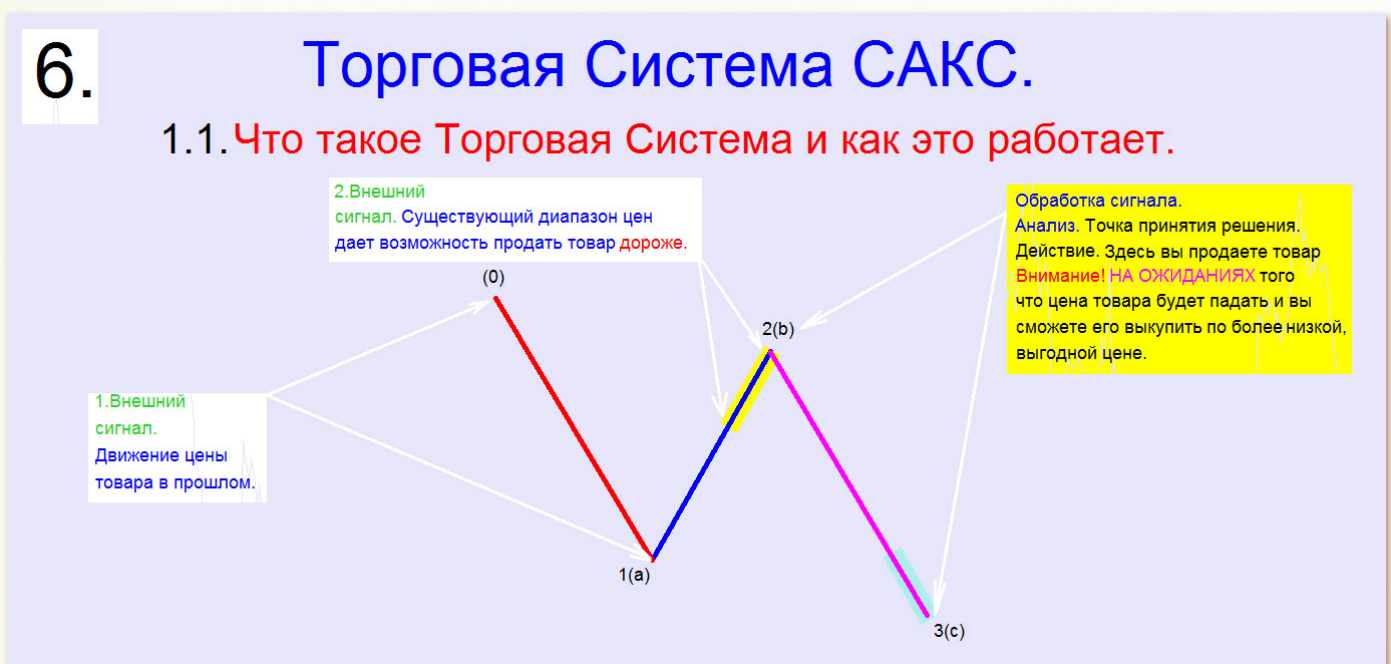 6.
Торговая Система САКС.
1.1.Что такое Торговая Система и как это работает.
2.Внешний
сигнал. Существующий диапазон цен
дает возможность продать товар дороже.
Обработка сигнала.
Анализ. Точка принятия решения.
Действие. Здесь вы продаете товар
Внимание! НА ОЖИДАНИЯХ того
что цена товара будет падать и вы
сможете его выкупить по более низкой,
выгодной цене.
(0)
2(b)
1.Внешний
сигнал.
Движение цены
товара в прошлом.
1(a)
3(c)